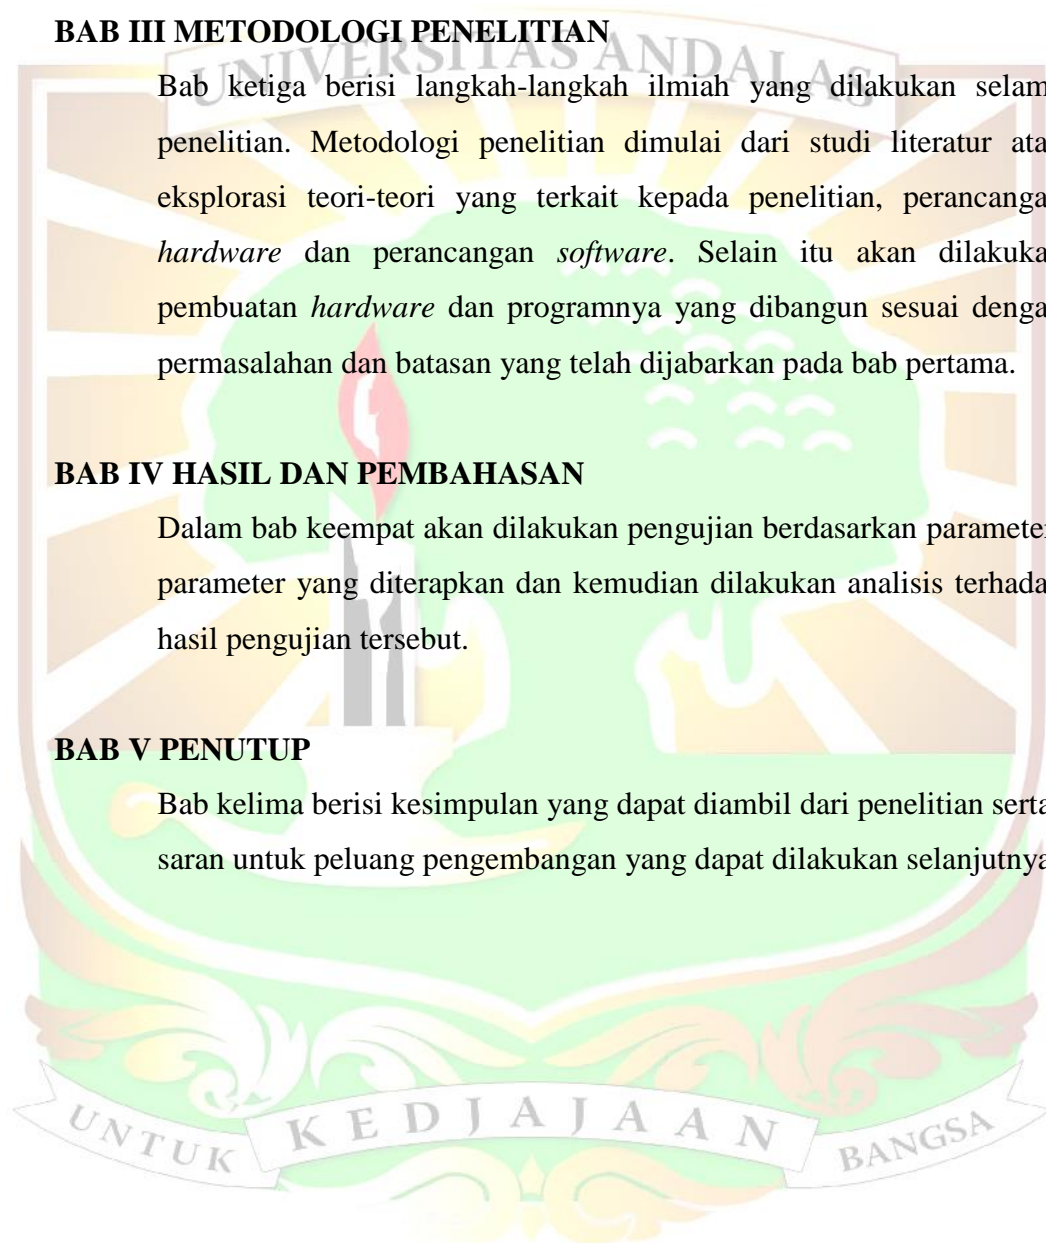 BAB III METODOLOGI PENELITIAN
UNIVERSITAS ANDALAS
Bab ketiga berisi langkah-langkah ilmiah yang dilakukan selam
penelitian. Metodologi penelitian dimulai dari studi literatur ata
eksplorasi teori-teori yang terkait kepada penelitian, perancanga
hardware dan perancangan software. Selain itu akan dilakuka
pembuatan hardware dan programnya yang dibangun sesuai denga
permasalahan dan batasan yang telah dijabarkan pada bab pertama.
BAB IV HASIL DAN PEMBAHASAN
Dalam bab keempat akan dilakukan pengujian berdasarkan parameter
parameter yang diterapkan dan kemudian dilakukan analisis terhada
hasil pengujian tersebut.
BAB V PENUTUP
Bab kelima berisi kesimpulan yang dapat diambil dari penelitian serta
saran untuk peluang pengembangan yang dapat dilakukan selanjutnya
UNTUK KEDJAJAAN BANGSA